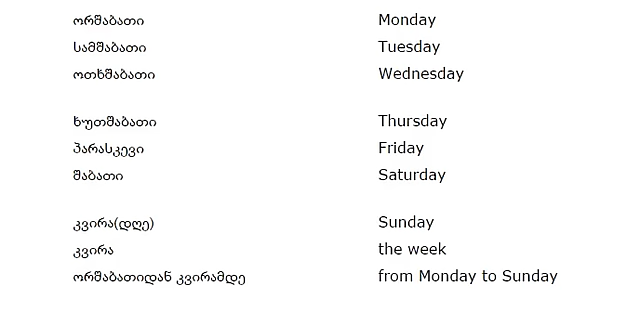 ორშაბათი Monday
სამშაბათი Tuesday
ოთხშაბათი Wednesday
ხუთშაბათი Thursday
პარასკევი Friday
შაბათი Saturday
კვირა(დღე) Sunday
კვირა the week
ორშაბათიდან კვირამდე from Monday to Sunday